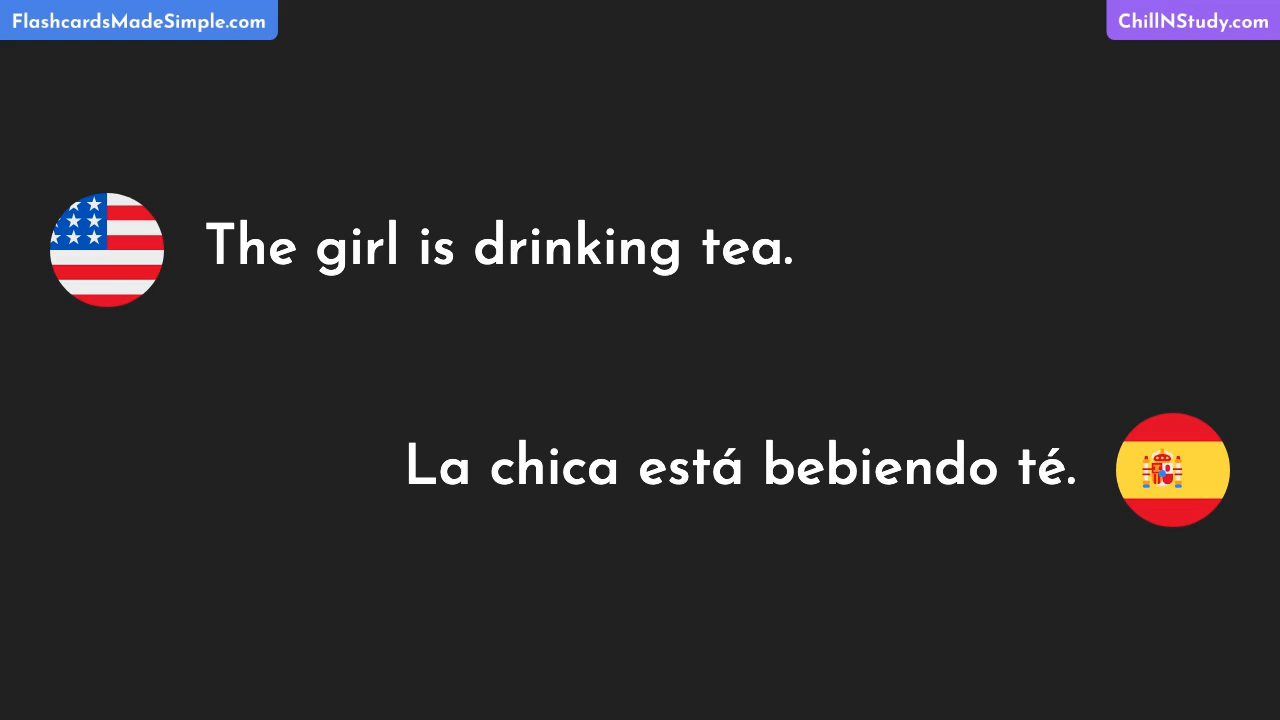 FlashcardsMadeSimple.com
ChillNStudy.com
The girl is drinking tea.
La chica está bebiendo té.